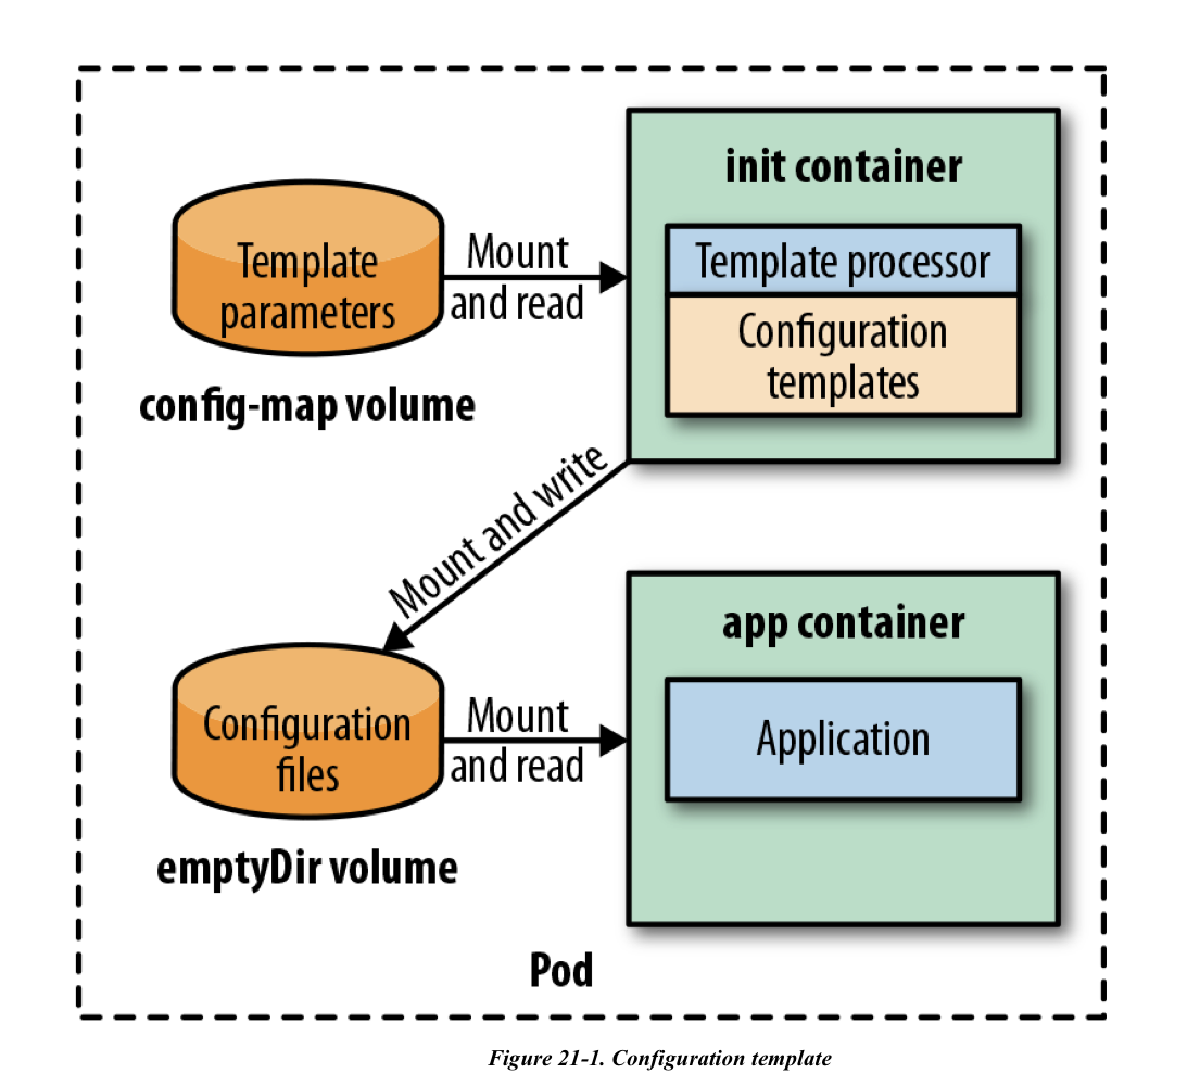 init container
Template processor
Configuration
templates
Template
parameters
Mount
and read
config-map volume
Mount and write
app container
Application
Configuration
files
Mount
and read
emptyDir volume
Pod
Figure 21-1. Configuration template